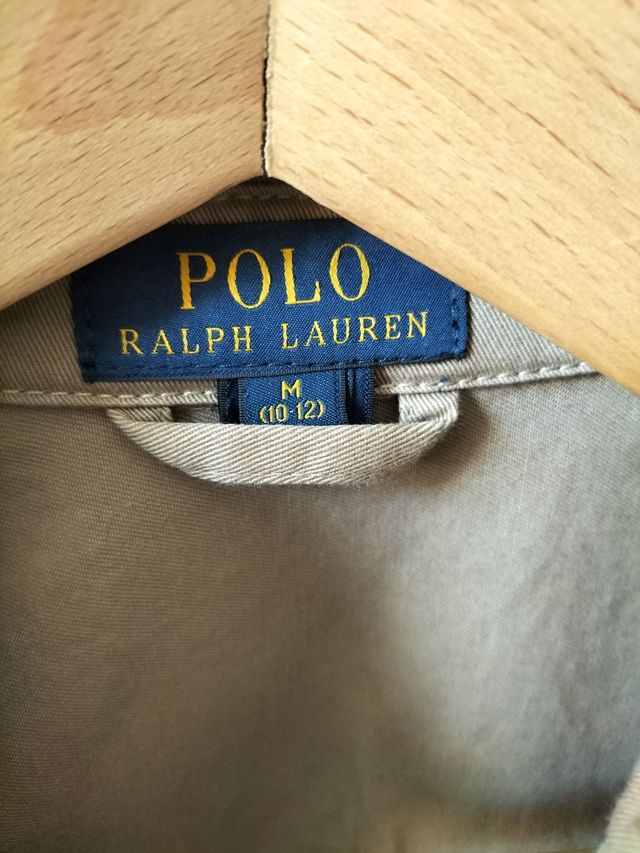 POLO
RALPH LAUREN
M
(10-12)